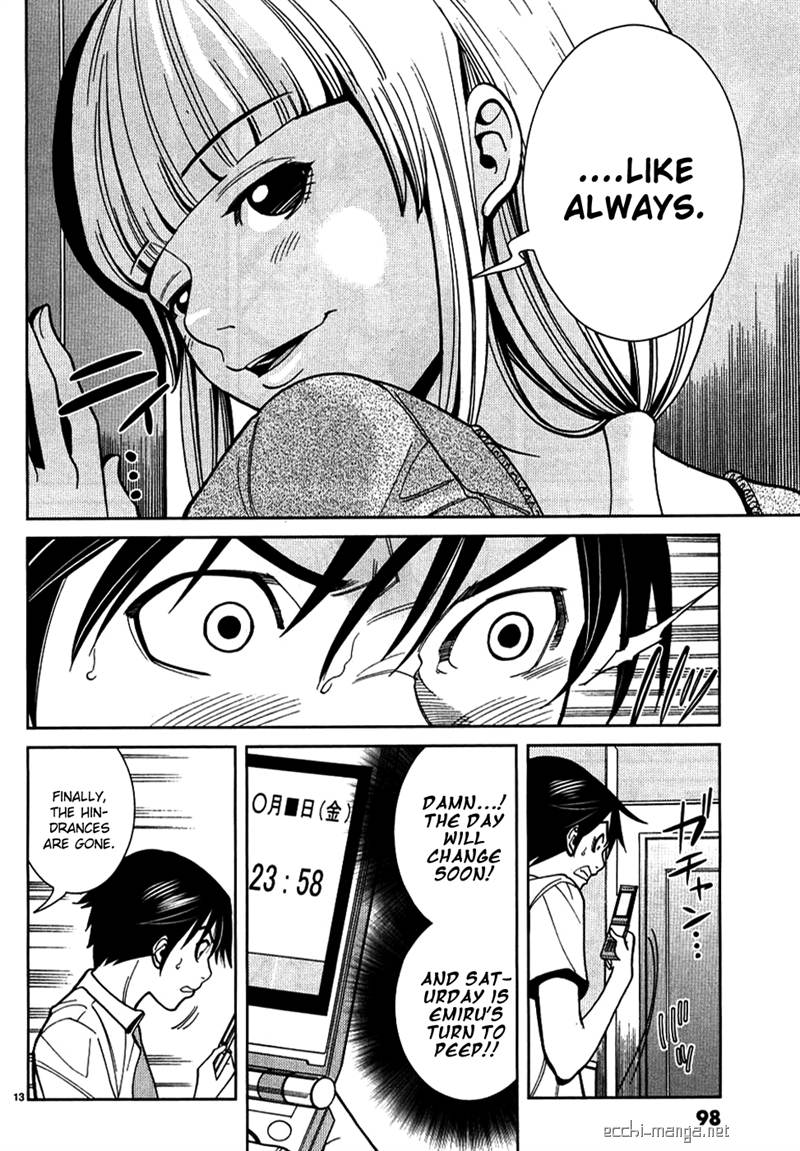 ....LIKE
ALWAYS.
ガチャン…
DAMN...!
THE DAY
WILL
CHANGE
SOON!
AND SAT-
URDAY IS
EMIRU'S
TURN TO
PEEP!!
〇月■日(金)
23:58
FINALLY,
THE HIN-
DRANCES
ARE GONE.
13
98
ecchi-manga.net